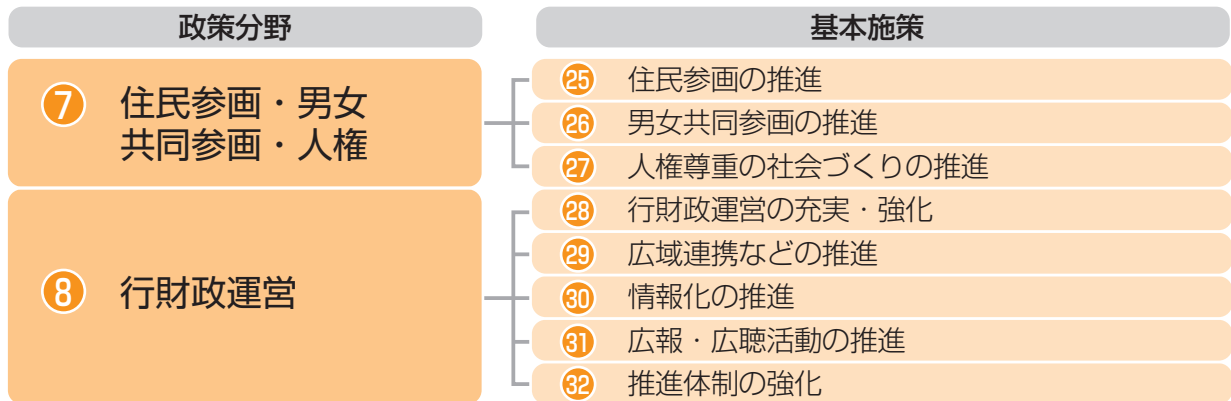 政策分野
基本施策
⑦ 住民参画・男女
共同参画・人権
㉕ 住民参画の推進
㉖ 男女共同参画の推進
㉗ 人権尊重の社会づくりの推進
⑧ 行財政運営
㉘ 行財政運営の充実・強化
㉙ 広域連携などの推進
㉚ 情報化の推進
㉛ 広報・広聴活動の推進
㉜ 推進体制の強化